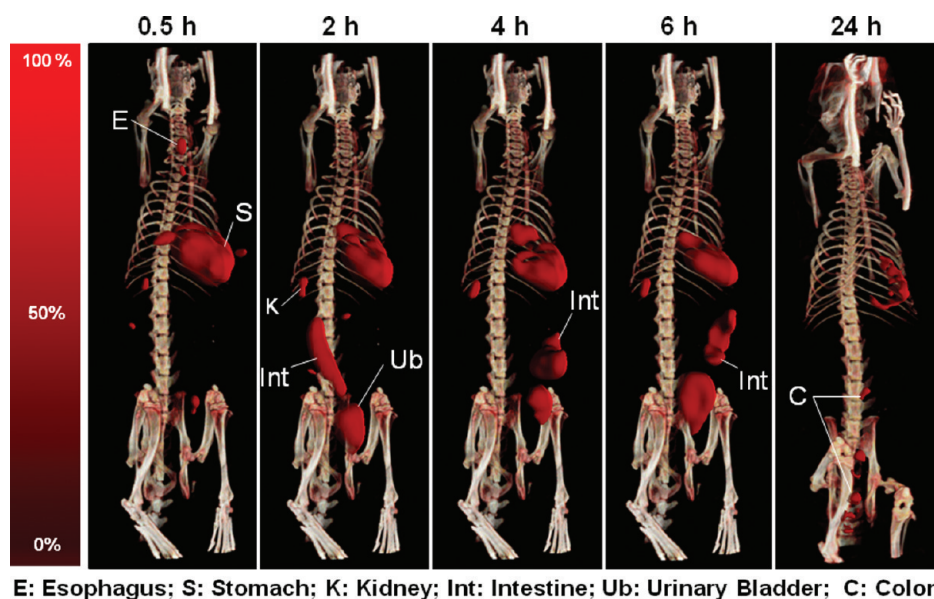 0.5 h 2 h 4 h 6 h 24 h
100 %
E
S
K
Int
50%
Int
Ub
Int
C
0%
E: Esophagus; S: Stomach; K: Kidney; Int: Intestine; Ub: Urinary Bladder; C: Colon